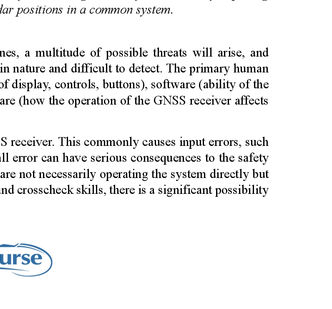 dar positions in a common system.
nes, a multitude of possible threats will arise, and
in nature and difficult to detect. The primary human
of display, controls, buttons), software (ability of the
are (how the operation of the GNSS receiver affects
S receiver. This commonly causes input errors, such
ll error can have serious consequences to the safety
are not necessarily operating the system directly but
nd crosscheck skills, there is a significant possibility
urse